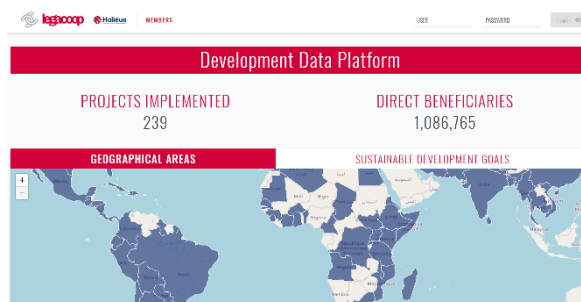 legacoop Haliéus MEMBERS USER PASSWORD
Development Data Platform
PROJECTS IMPLEMENTED DIRECT BENEFICIARIES
239 1,086,765
GEOGRAPHICAL AREAS SUSTAINABLE DEVELOPMENT GOALS
+
−